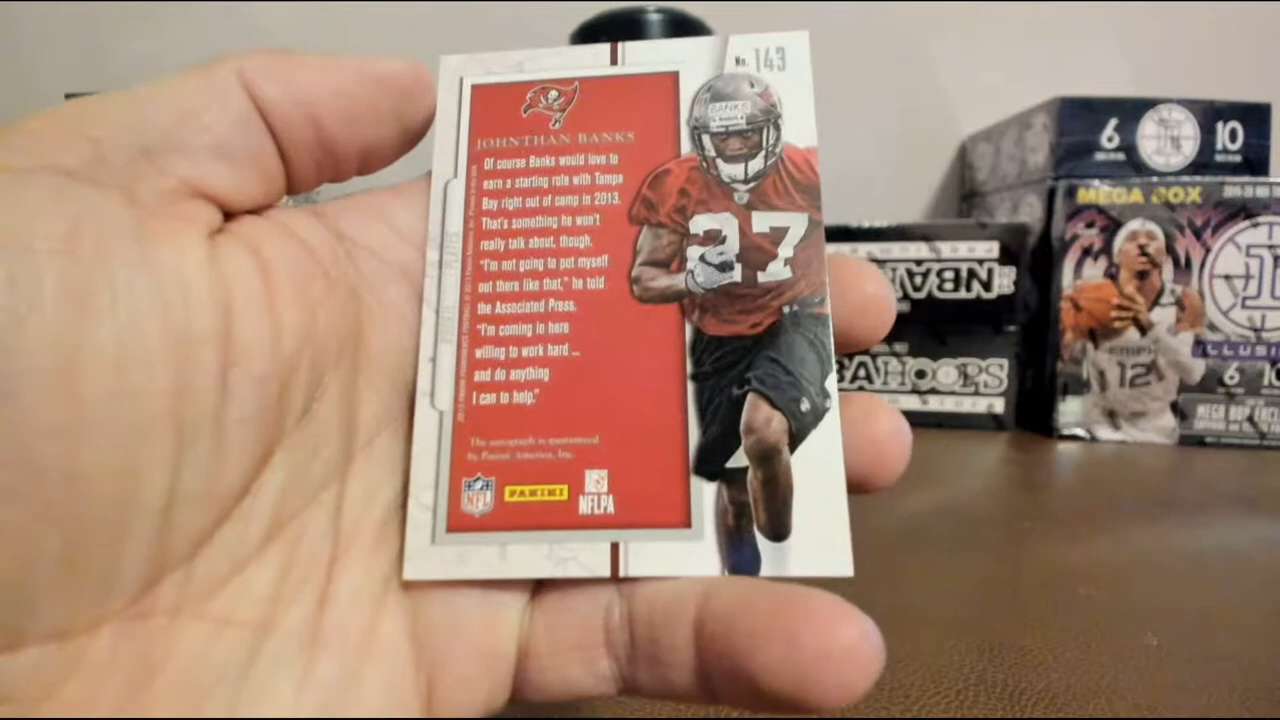 No. 143
BANKS
JOHNTHAN BANKS
Of course Banks would love to
earn a starting role with Tampa
Bay right out of camp in 2013.
That's something he won't
really talk about, though.
"I'm not going to put myself
out there like that," he told
the Associated Press.
"I'm coming in here
willing to work hard ...
and do anything
I can to help."
27
The autograph is guaranteed
by Panini America, Inc.
NFL
PANINI
NFLPA
6
10
MEGA BOX
NBA
AHOOPS
12
6